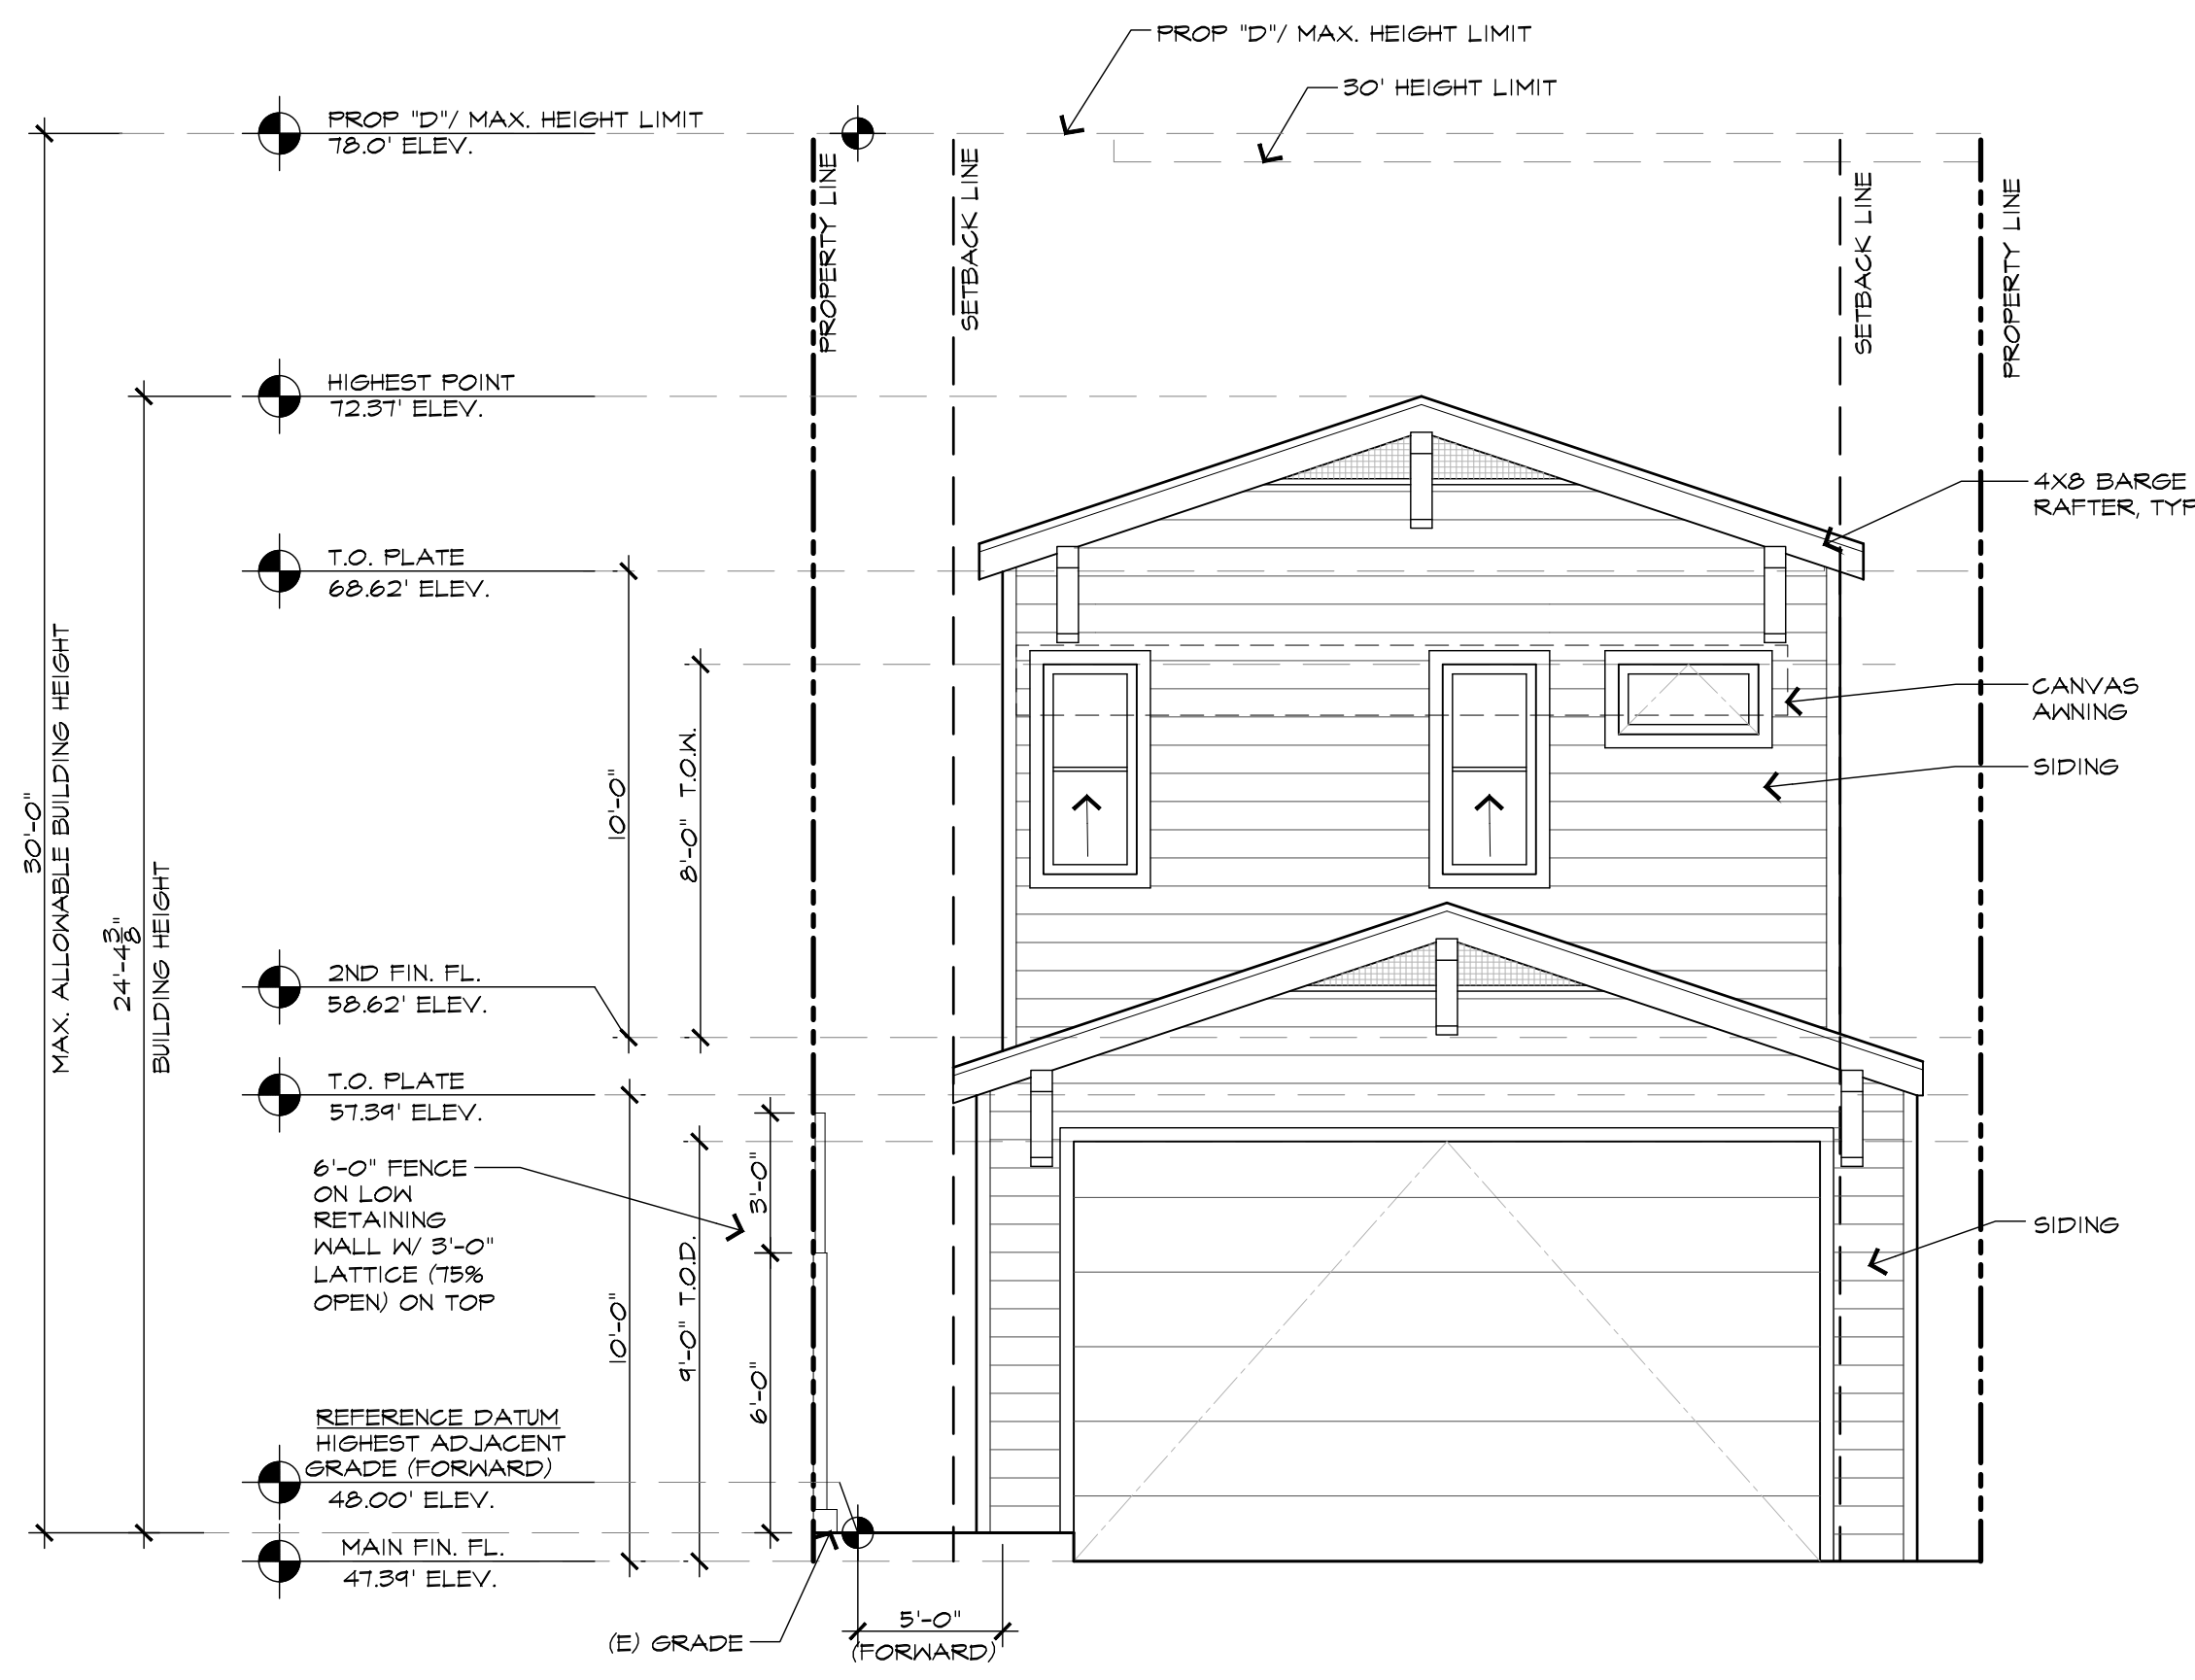 PROP "D"/ MAX. HEIGHT LIMIT
30' HEIGHT LIMIT
PROP "D"/ MAX. HEIGHT LIMIT
78.0' ELEV.
PROPERTY LINE
SETBACK LINE
SETBACK LINE
PROPERTY LINE
HIGHEST POINT
72.37' ELEV.
4X8 BARGE
RAFTER, TYP
T.O. PLATE
68.62' ELEV.
30'-0"
MAX. ALLOWABLE BUILDING HEIGHT
24'-4 3/8"
BUILDING HEIGHT
10'-0"
8'-0" T.O.W.
CANVAS
AWNING
SIDING
2ND FIN. FL.
58.62' ELEV.
T.O. PLATE
57.39' ELEV.
6'-0" FENCE
ON LOW
RETAINING
WALL W/ 3'-0"
LATTICE (75%
OPEN) ON TOP
10'-0"
9'-0" T.O.D.
3'-0"
6'-0"
SIDING
REFERENCE DATUM
HIGHEST ADJACENT
GRADE (FORWARD)
48.00' ELEV.
MAIN FIN. FL.
47.39' ELEV.
(E) GRADE
5'-0"
(FORWARD)